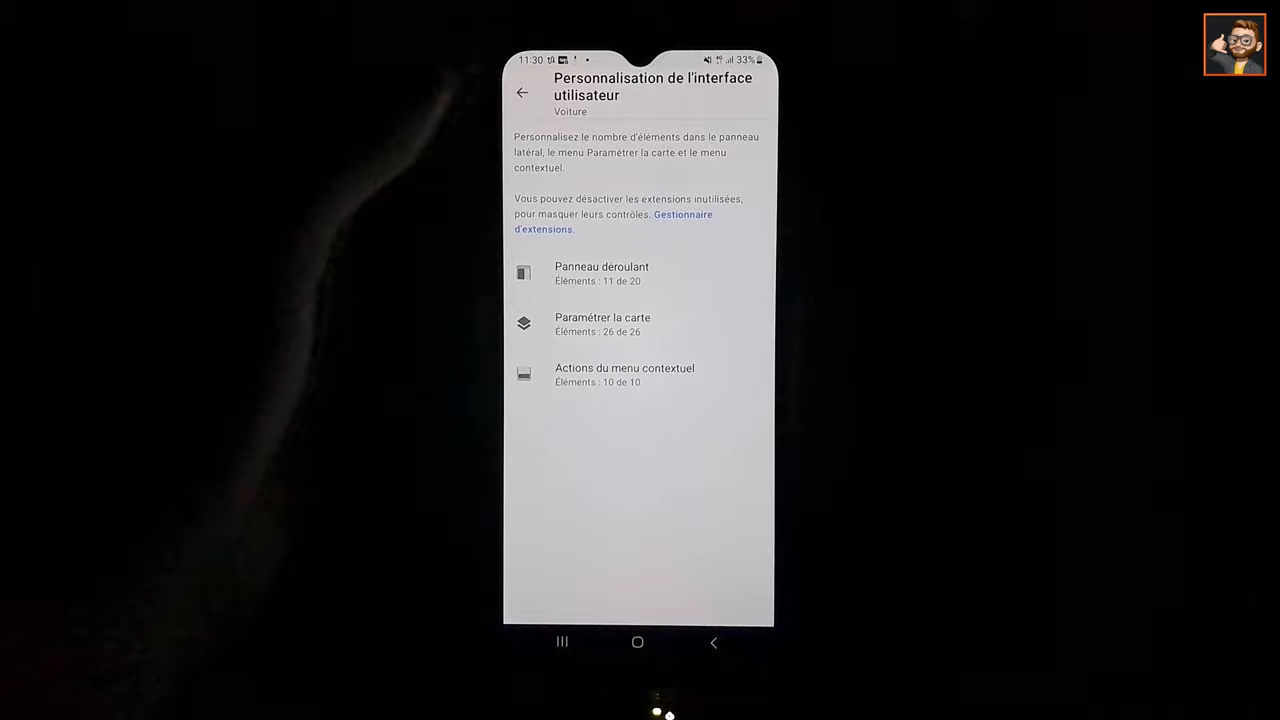 11:30
33%
Personnalisation de l'interface
utilisateur
Voiture
Personnalisez le nombre d'éléments dans le panneau
latéral, le menu Paramétrer la carte et le menu
contextuel.
Vous pouvez désactiver les extensions inutilisées,
pour masquer leurs contrôles. Gestionnaire
d'extensions.
Panneau déroulant
Éléments : 11 de 20
Paramétrer la carte
Éléments : 26 de 26
Actions du menu contextuel
Éléments : 10 de 10